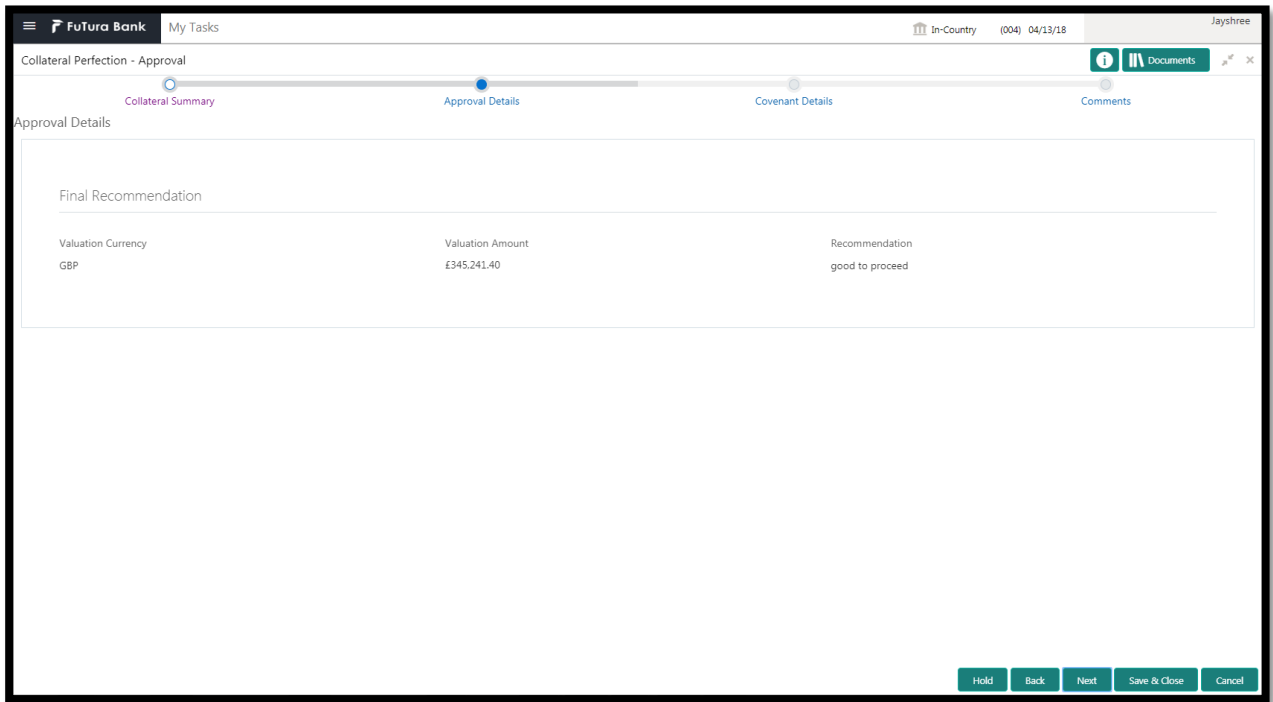 FuTura Bank My Tasks In-Country (004) 04/13/18 Jayshree
Collateral Perfection - Approval i Documents
Collateral Summary Approval Details Covenant Details Comments
Approval Details
Final Recommendation
Valuation Currency Valuation Amount Recommendation
GBP £345,241.40 good to proceed
Hold Back Next Save & Close Cancel